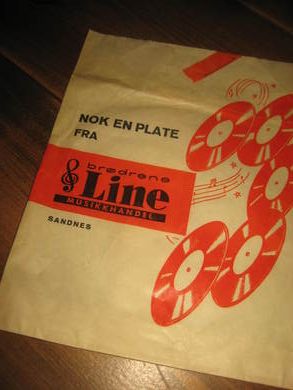 NOK EN PLATE
FRA
brødrene
Line
MUSIKKHANDEL
SANDNES